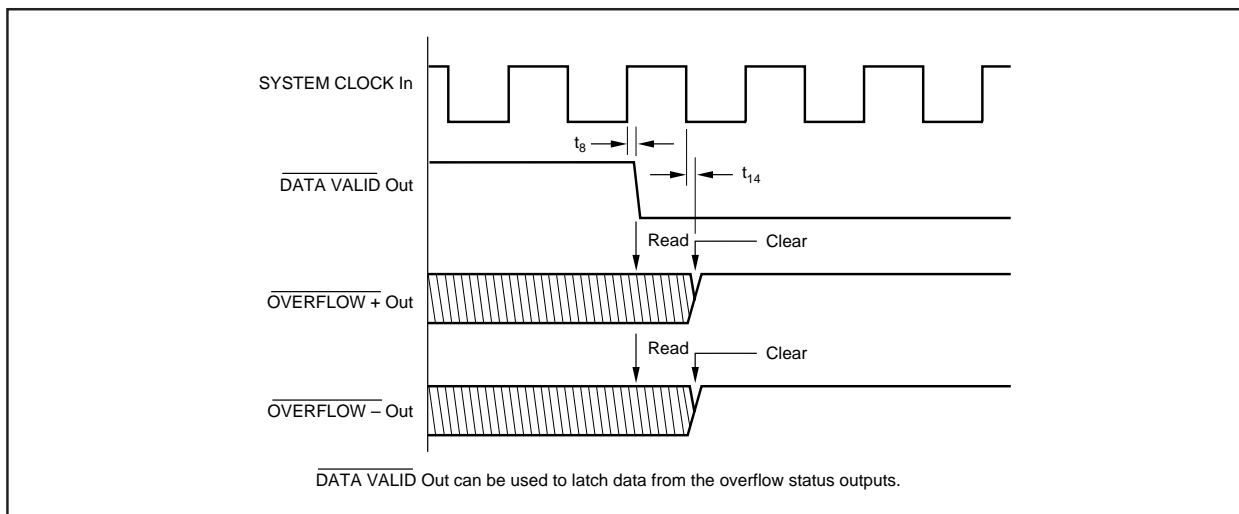 SYSTEM CLOCK In
t8
DATA VALID Out
t14
Read
Clear
OVERFLOW + Out
Read
Clear
OVERFLOW – Out
DATA VALID Out can be used to latch data from the overflow status outputs.